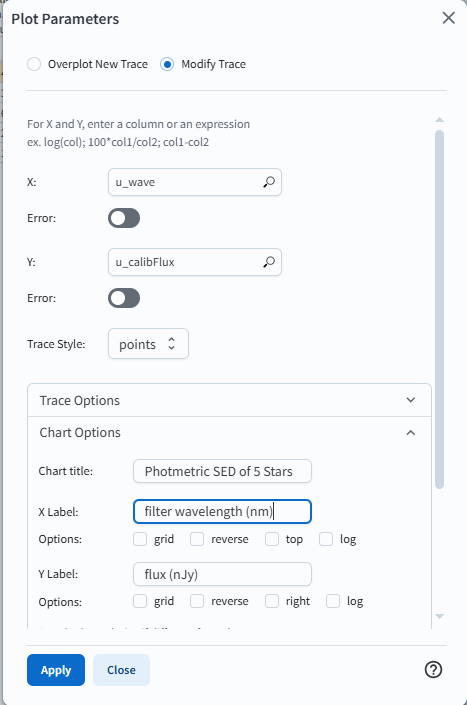 Plot Parameters
Overplot New Trace
Modify Trace
For X and Y, enter a column or an expression
ex. log(col); 100*col1/col2; col1-col2
X: u_wave
Error:
Y: u_calibFlux
Error:
Trace Style: points
Trace Options
Chart Options
Chart title: Photmetric SED of 5 Stars
X Label: filter wavelength (nm)
Options: grid reverse top log
Y Label: flux (nJy)
Options: grid reverse right log
Apply Close